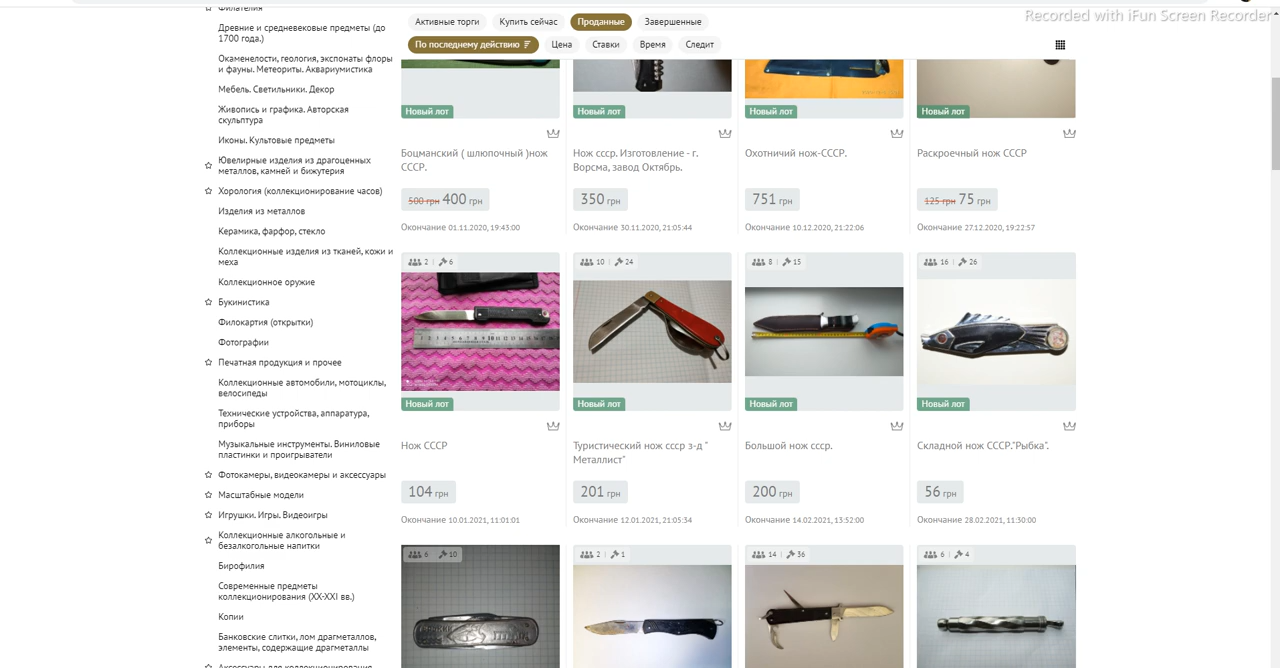 Филателия
Древние и средневековые предметы (до
1700 года.)
Окаменелости, геология, экспонаты флоры
и фауны. Метеориты. Аквариумистика
Мебель. Светильники. Декор
Живопись и графика. Авторская
скульптура
Иконы. Культовые предметы
Ювелирные изделия из драгоценных
металлов, камней и бижутерия
Хорология (коллекционирование часов)
Изделия из металлов
Керамика, фарфор, стекло
Коллекционные изделия из тканей, кожи и
меха
Коллекционное оружие
Букинистика
Филокартия (открытки)
Фотографии
Печатная продукция и прочее
Коллекционные автомобили, мотоциклы,
велосипеды
Технические устройства, аппаратура,
приборы
Музыкальные инструменты. Виниловые
пластинки и проигрыватели
Фотокамеры, видеокамеры и аксессуары
Масштабные модели
Игрушки. Игры. Видеоигры
Коллекционные алкогольные и
безалкогольные напитки
Бирофилия
Современные предметы
коллекционирования (XX-XXI вв.)
Копии
Банковские слитки, лом драгметаллов,
элементы, содержащие драгметаллы
Аксессуары для коллекционирования
Recorded with iFun Screen Recorder
Активные торги Купить сейчас Проданные Завершенные
По последнему действию Цена Ставки Время Следит
Новый лот Новый лот Новый лот Новый лот
Боцманский ( шлюпочный )нож
СССР.
500 грн 400 грн
Окончание 01.11.2020, 19:43:00
Нож ссср. Изготовление - г.
Ворсма, завод Октябрь.
350 грн
Окончание 30.11.2020, 21:05:44
Охотничий нож-СССР.
751 грн
Окончание 10.12.2020, 21:22:06
Раскроечный нож СССР
125 грн 75 грн
Окончание 27.12.2020, 19:22:57
2 | 6
Новый лот
Нож СССР
104 грн
Окончание 10.01.2021, 11:01:01
10 | 24
Новый лот
Туристический нож ссср з-д "
Металлист"
201 грн
Окончание 12.01.2021, 21:05:34
8 | 15
Новый лот
Большой нож ссср.
200 грн
Окончание 14.02.2021, 13:52:00
16 | 26
Новый лот
Складной нож СССР."Рыбка".
56 грн
Окончание 28.02.2021, 11:30:00
6 | 10
2 | 1
14 | 36
6 | 4